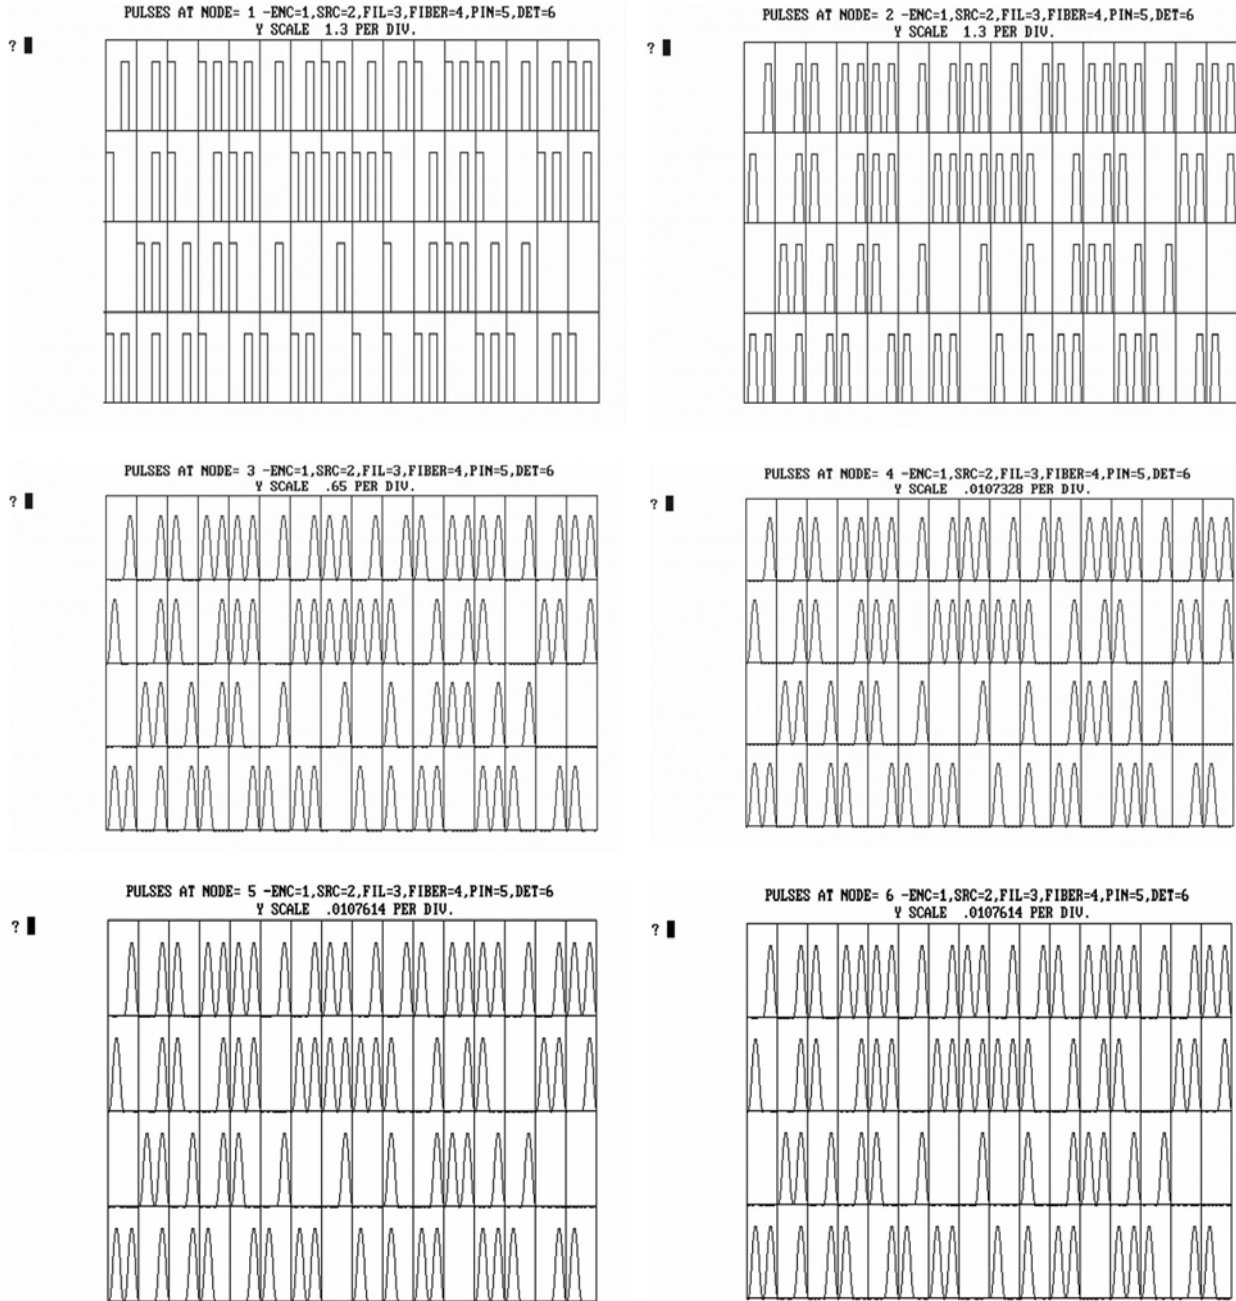 PULSES AT NODE= 1 -ENC=1,SRC=2,FIL=3,FIBER=4,PIN=5,DET=6
Y SCALE 1.3 PER DIV.
?
PULSES AT NODE= 2 -ENC=1,SRC=2,FIL=3,FIBER=4,PIN=5,DET=6
Y SCALE 1.3 PER DIV.
?
PULSES AT NODE= 3 -ENC=1,SRC=2,FIL=3,FIBER=4,PIN=5,DET=6
Y SCALE .65 PER DIV.
?
PULSES AT NODE= 4 -ENC=1,SRC=2,FIL=3,FIBER=4,PIN=5,DET=6
Y SCALE .0107328 PER DIV.
?
PULSES AT NODE= 5 -ENC=1,SRC=2,FIL=3,FIBER=4,PIN=5,DET=6
Y SCALE .0107614 PER DIV.
?
PULSES AT NODE= 6 -ENC=1,SRC=2,FIL=3,FIBER=4,PIN=5,DET=6
Y SCALE .0107614 PER DIV.
?